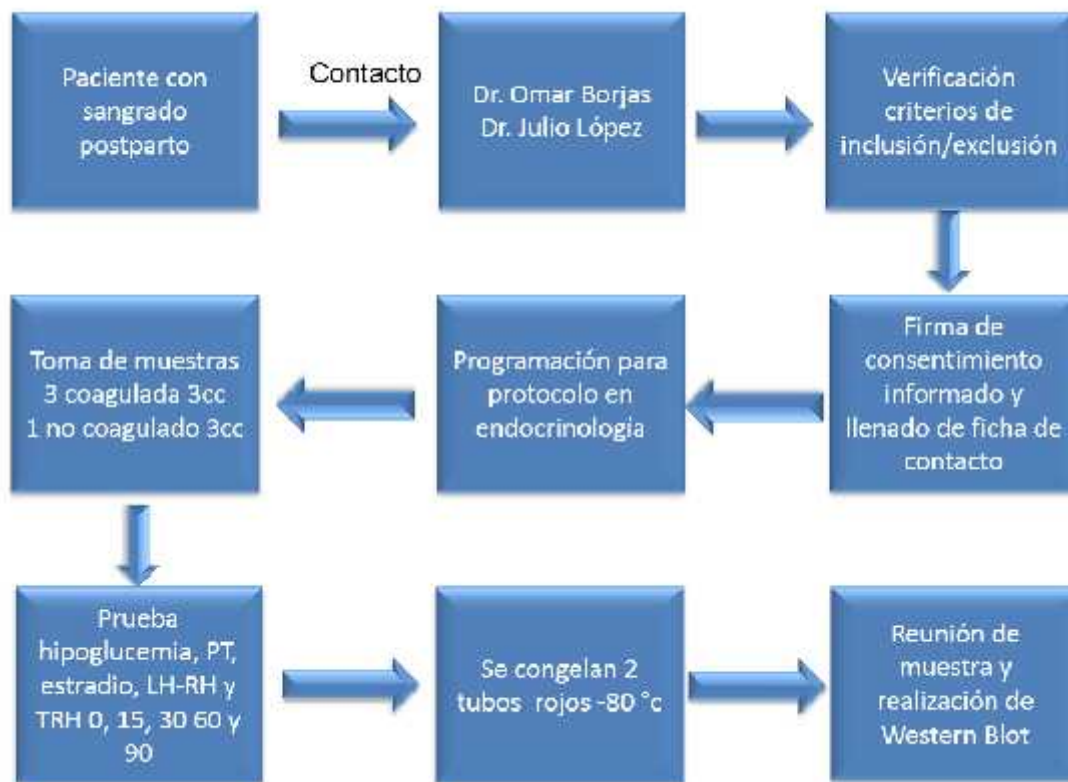 Paciente con
sangrado
postparto
Contacto
Dr. Omar Borjas
Dr. Julio López
Verificación
criterios de
inclusión/exclusión
Firma de
consentimiento
informado y
llenado de ficha de
contacto
Programación para
protocolo en
endocrinología
Toma de muestras
3 coagulada 3cc
1 no coagulado 3cc
Prueba
hipoglucemia, PT,
estradio, LH-RH y
TRH 0, 15, 30 60 y
90
Se congelan 2
tubos rojos -80 °c
Reunión de
muestra y
realización de
Western Blot